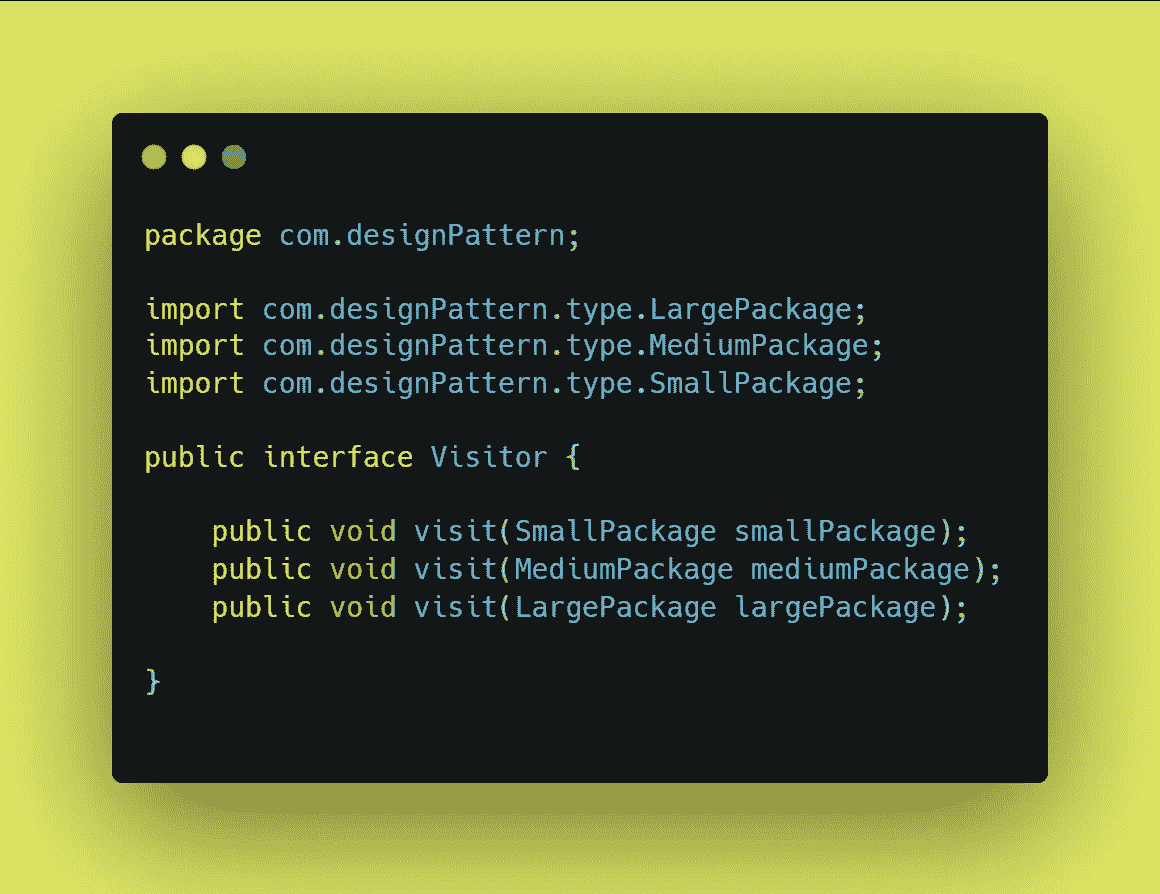 package com.designPattern;
import com.designPattern.type.LargePackage;
import com.designPattern.type.MediumPackage;
import com.designPattern.type.SmallPackage;
public interface Visitor {
public void visit(SmallPackage smallPackage);
public void visit(MediumPackage mediumPackage);
public void visit(LargePackage largePackage);
}